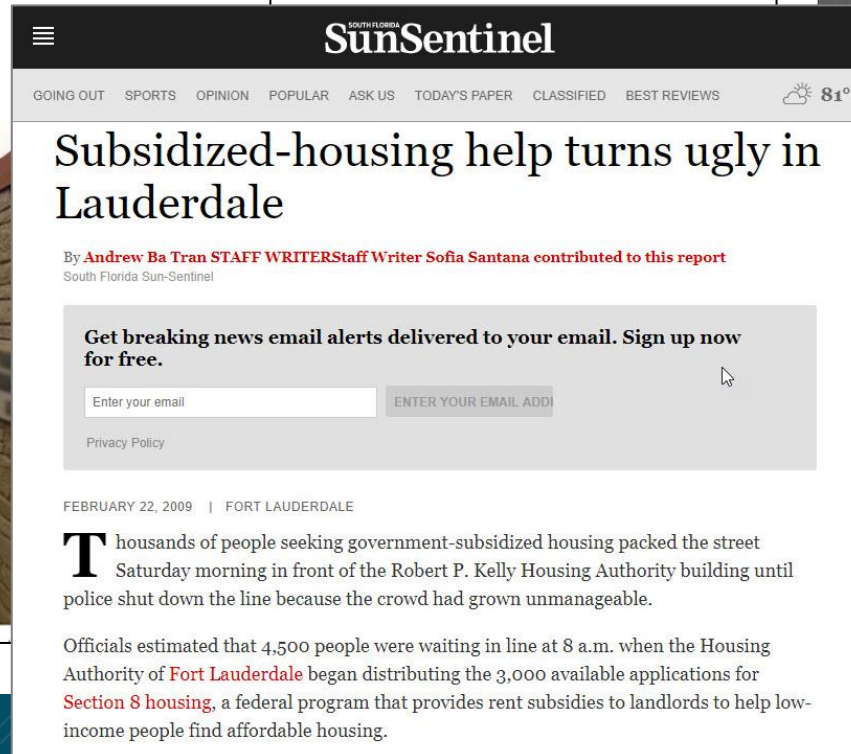 SOUTH FLORIDA
SunSentinel
GOING OUT SPORTS OPINION POPULAR ASK US TODAY'S PAPER CLASSIFIED BEST REVIEWS 81°
Subsidized-housing help turns ugly in
Lauderdale
By Andrew Ba Tran STAFF WRITERStaff Writer Sofia Santana contributed to this report
South Florida Sun-Sentinel
Get breaking news email alerts delivered to your email. Sign up now
for free.
Enter your email ENTER YOUR EMAIL ADD
Privacy Policy
FEBRUARY 22, 2009 | FORT LAUDERDALE
Thousands of people seeking government-subsidized housing packed the street
Saturday morning in front of the Robert P. Kelly Housing Authority building until
police shut down the line because the crowd had grown unmanageable.
Officials estimated that 4,500 people were waiting in line at 8 a.m. when the Housing
Authority of Fort Lauderdale began distributing the 3,000 available applications for
Section 8 housing, a federal program that provides rent subsidies to landlords to help low-
income people find affordable housing.